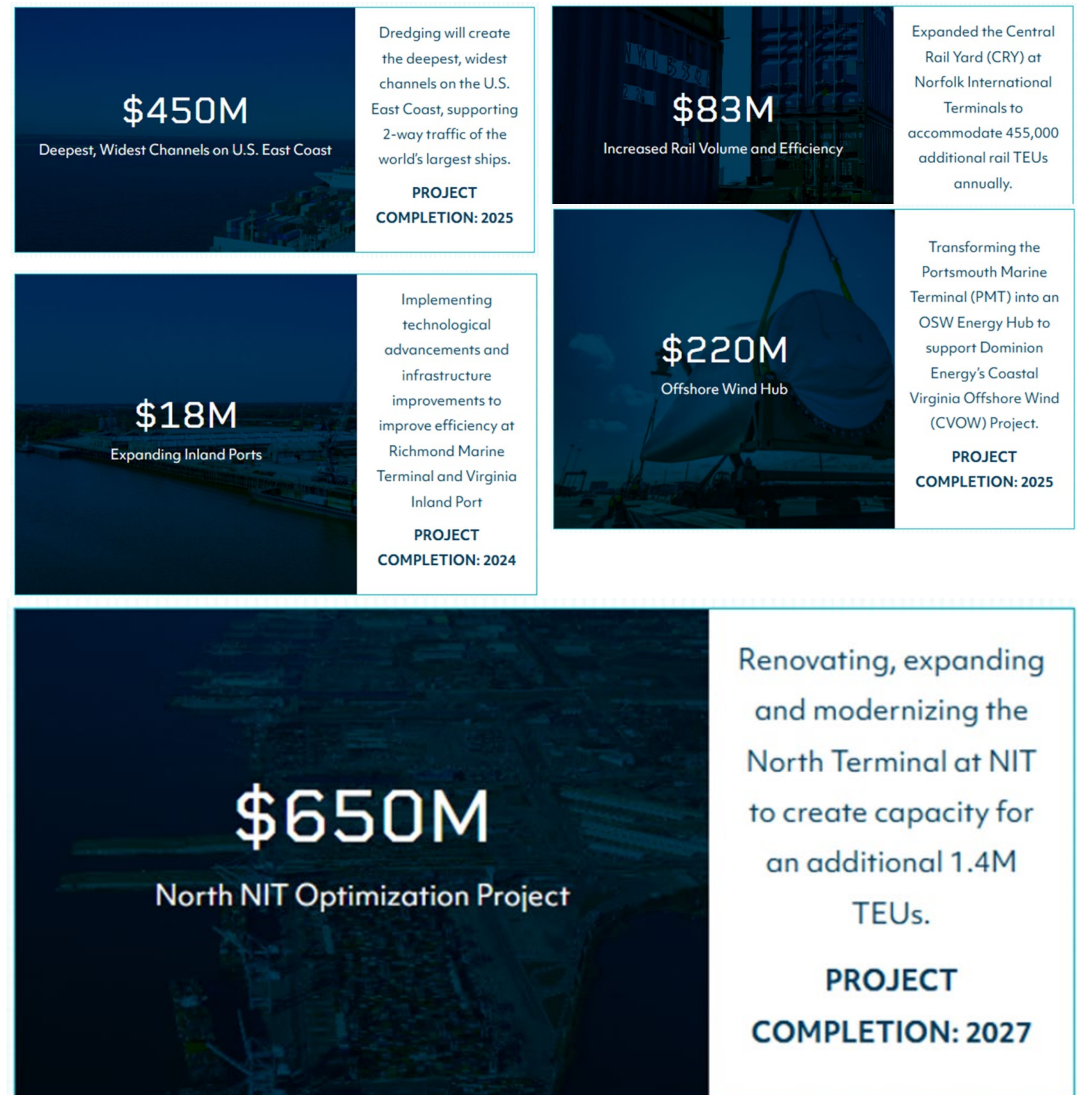 $450M
Deepest, Widest Channels on U.S. East Coast
Dredging will create
the deepest, widest
channels on the U.S.
East Coast, supporting
2-way traffic of the
world's largest ships.
PROJECT
COMPLETION: 2025
$83M
Increased Rail Volume and Efficiency
Expanded the Central
Rail Yard (CRY) at
Norfolk International
Terminals to
accommodate 455,000
additional rail TEUs
annually.
$18M
Expanding Inland Ports
Implementing
technological
advancements and
infrastructure
improvements to
improve efficiency at
Richmond Marine
Terminal and Virginia
Inland Port
PROJECT
COMPLETION: 2024
$220M
Offshore Wind Hub
Transforming the
Portsmouth Marine
Terminal (PMT) into an
OSW Energy Hub to
support Dominion
Energy's Coastal
Virginia Offshore Wind
(CVOW) Project.
PROJECT
COMPLETION: 2025
$650M
North NIT Optimization Project
Renovating, expanding
and modernizing the
North Terminal at NIT
to create capacity for
an additional 1.4M
TEUs.
PROJECT
COMPLETION: 2027